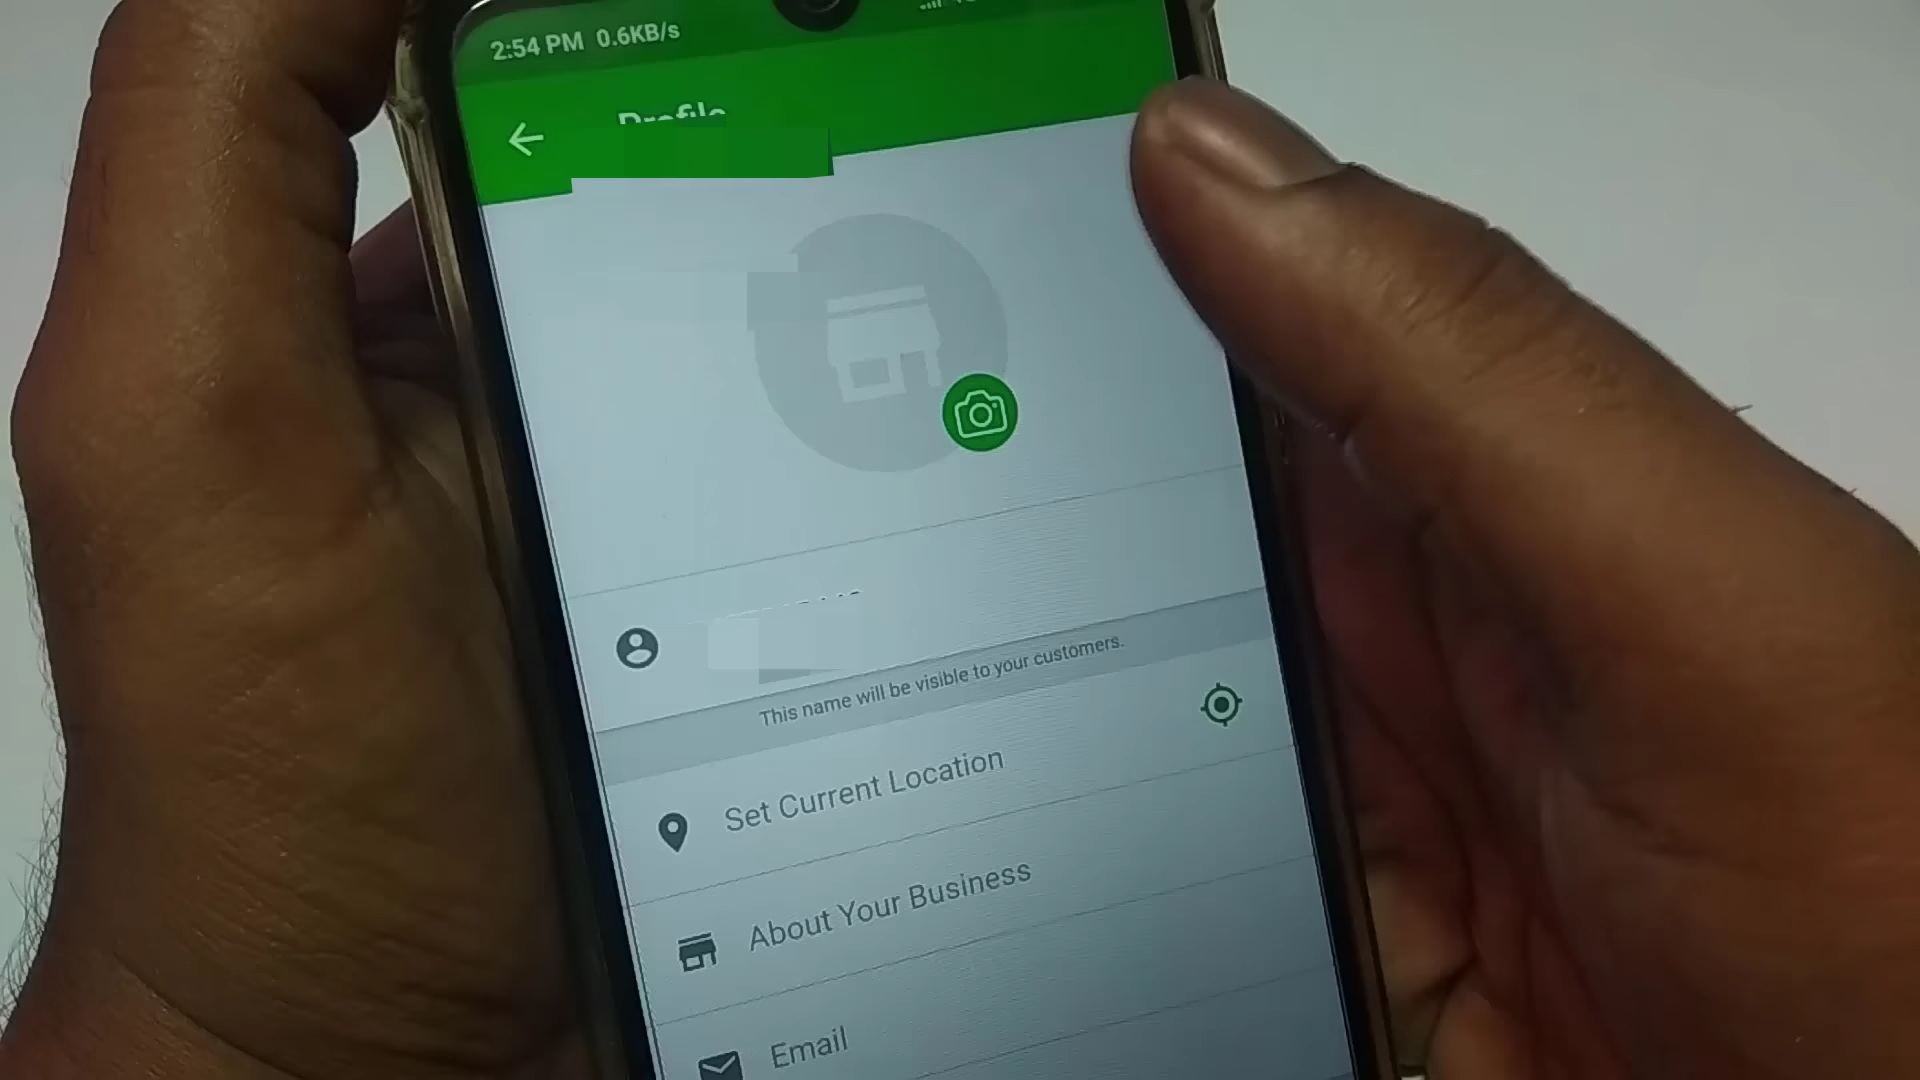 2:54 PM 0.6KB/s
Profile
This name will be visible to your customers.
Set Current Location
About Your Business
Email